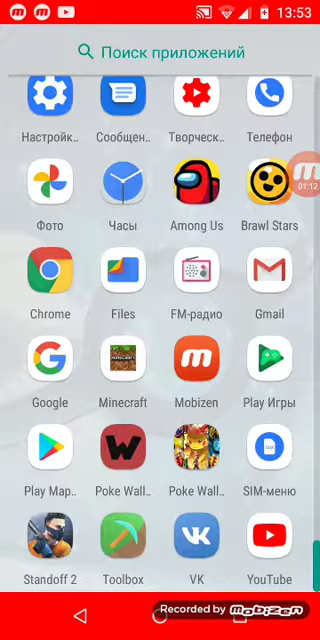 13:53
Поиск приложений
Настройк..
Сообщен..
Творческ..
Телефон
01:12
Фото
Часы
Among Us
Brawl Stars
Chrome
Files
FM-радио
Gmail
Google
Minecraft
Mobizen
Play Игры
Play Мар..
Poke Wall..
Poke Wall..
SIM-меню
Standoff 2
Toolbox
VK
YouTube
Recorded by mobizen